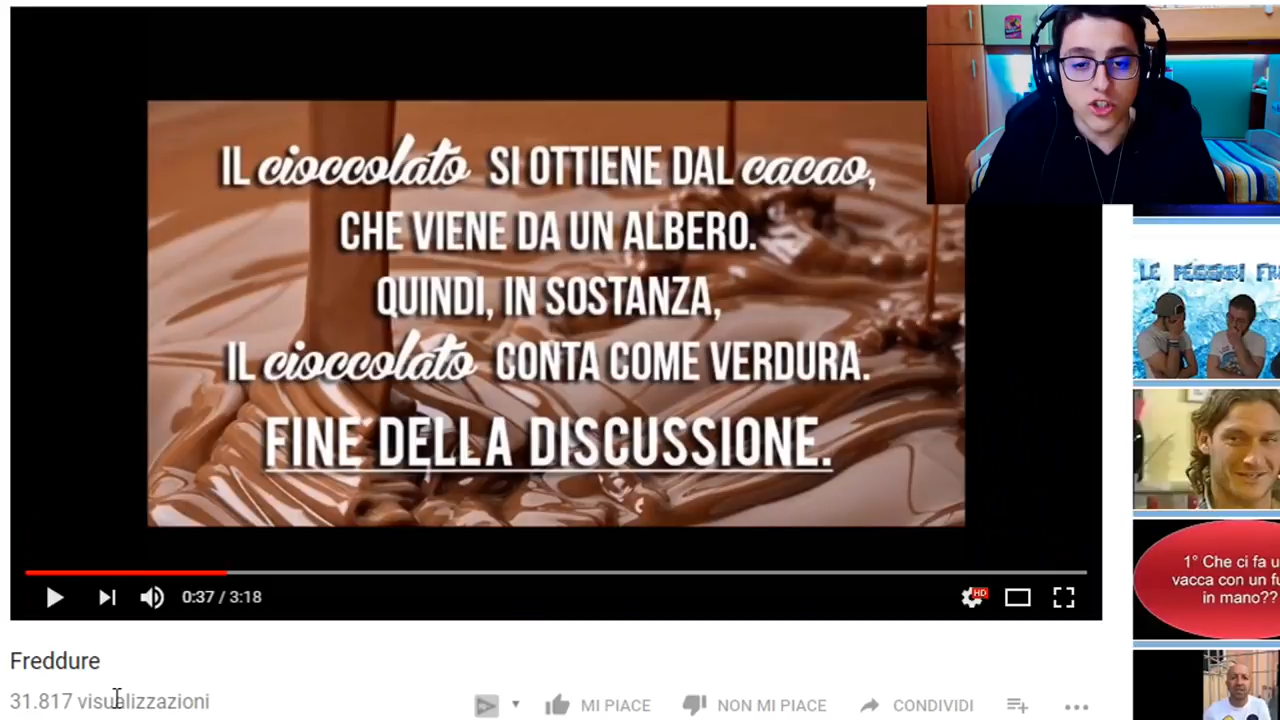 IL cioccolato SI OTTIENE DAL cacao,
CHE VIENE DA UN ALBERO.
QUINDI, IN SOSTANZA,
IL cioccolato CONTA COME VERDURA.
FINE DELLA DISCUSSIONE.
0:37 / 3:18
HD
Freddure
31.817 visualizzazioni
MI PIACE
NON MI PIACE
CONDIVIDI
LE PEGGIORI
1° Che ci fa
vacca con un
in mano??